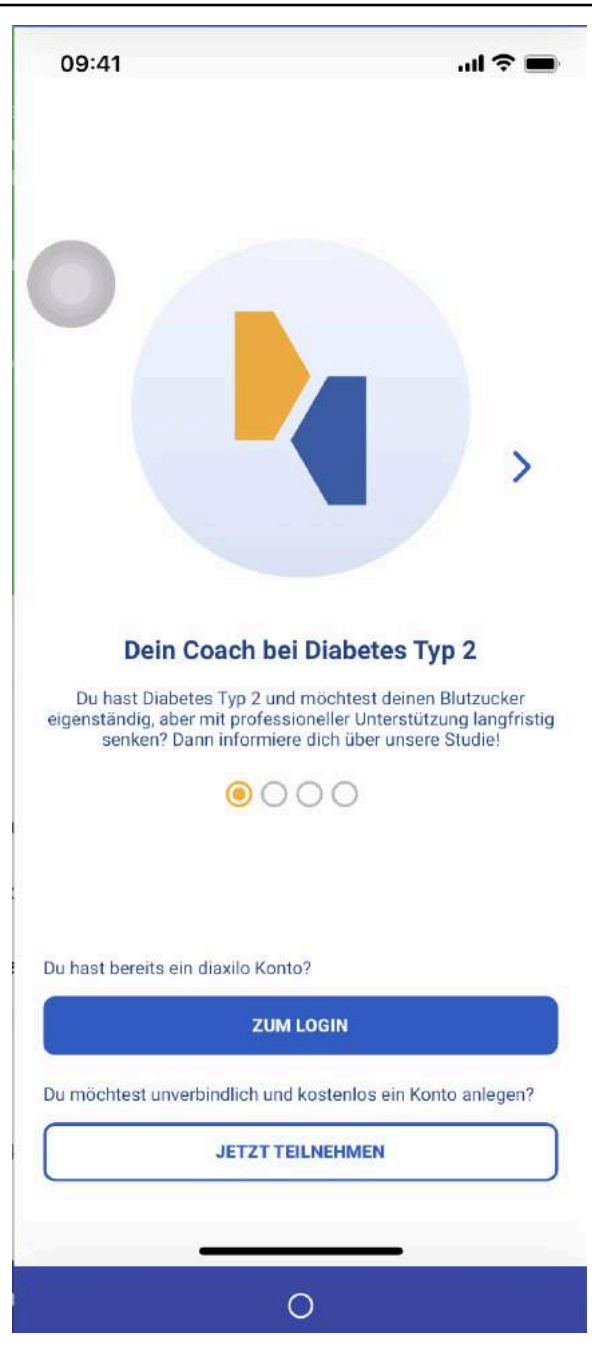 09:41
Dein Coach bei Diabetes Typ 2
Du hast Diabetes Typ 2 und möchtest deinen Blutzucker
eigenständig, aber mit professioneller Unterstützung langfristig
senken? Dann informiere dich über unsere Studie!
Du hast bereits ein diaxilo Konto?
ZUM LOGIN
Du möchtest unverbindlich und kostenlos ein Konto anlegen?
JETZT TEILNEHMEN